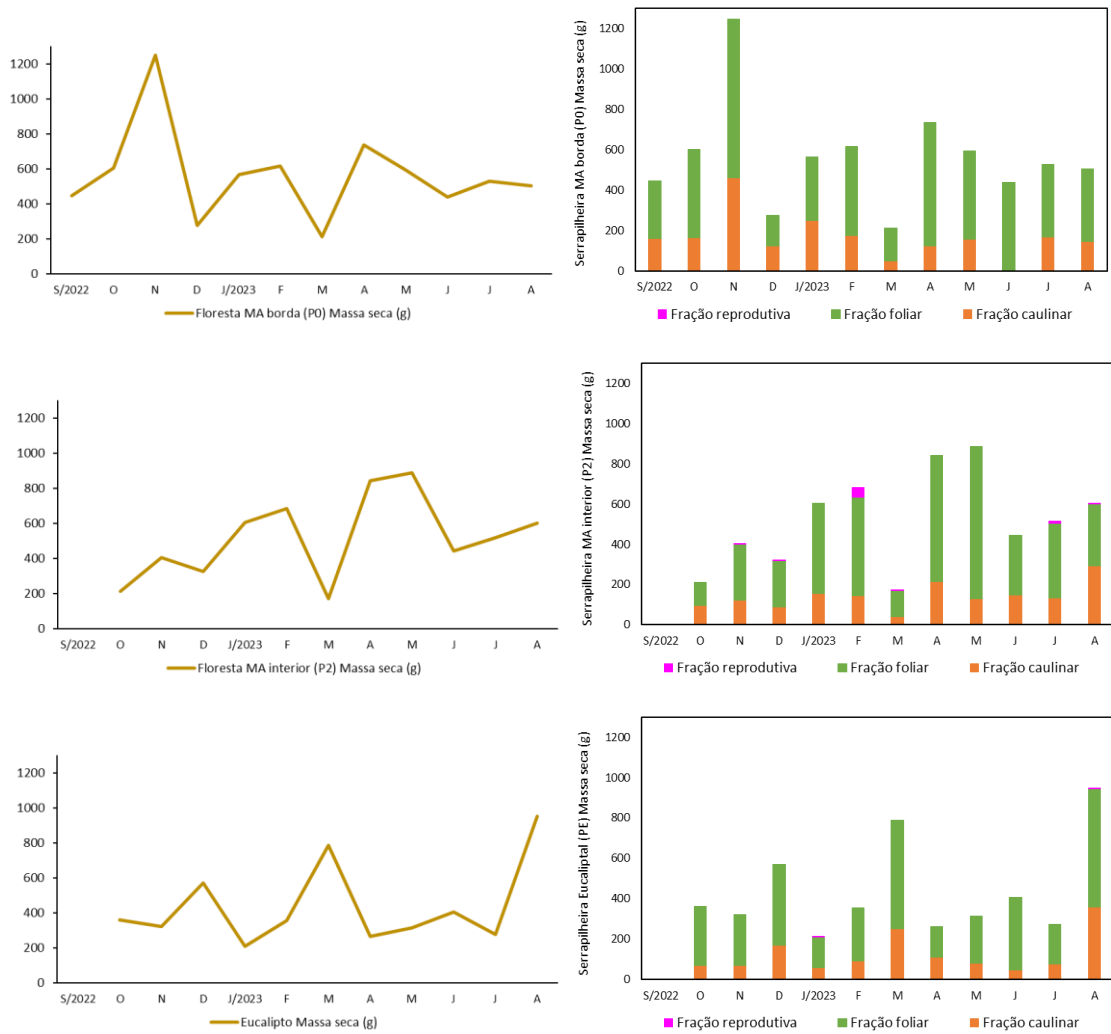 1200
1000
800
600
400
200
0
S/2022 O N D J/2023 F M A M J J A
Floresta MA borda (P0) Massa seca (g)
Serrapilheira MA borda (P0) Massa seca (g)
1200
1000
800
600
400
200
0
S/2022 O N D J/2023 F M A M J J A
Fração reprodutiva Fração foliar Fração caulinar
1200
1000
800
600
400
200
0
S/2022 O N D J/2023 F M A M J J A
Floresta MA interior (P2) Massa seca (g)
Serrapilheira MA interior (P2) Massa seca (g)
1200
1000
800
600
400
200
0
S/2022 O N D J/2023 F M A M J J A
Fração reprodutiva Fração foliar Fração caulinar
1200
1000
800
600
400
200
0
S/2022 O N D J/2023 F M A M J J A
Eucalipto Massa seca (g)
Serrapilheira Eucaliptal (PE) Massa seca (g)
1200
1000
800
600
400
200
0
S/2022 O N D J/2023 F M A M J J A
Fração reprodutiva Fração foliar Fração caulinar